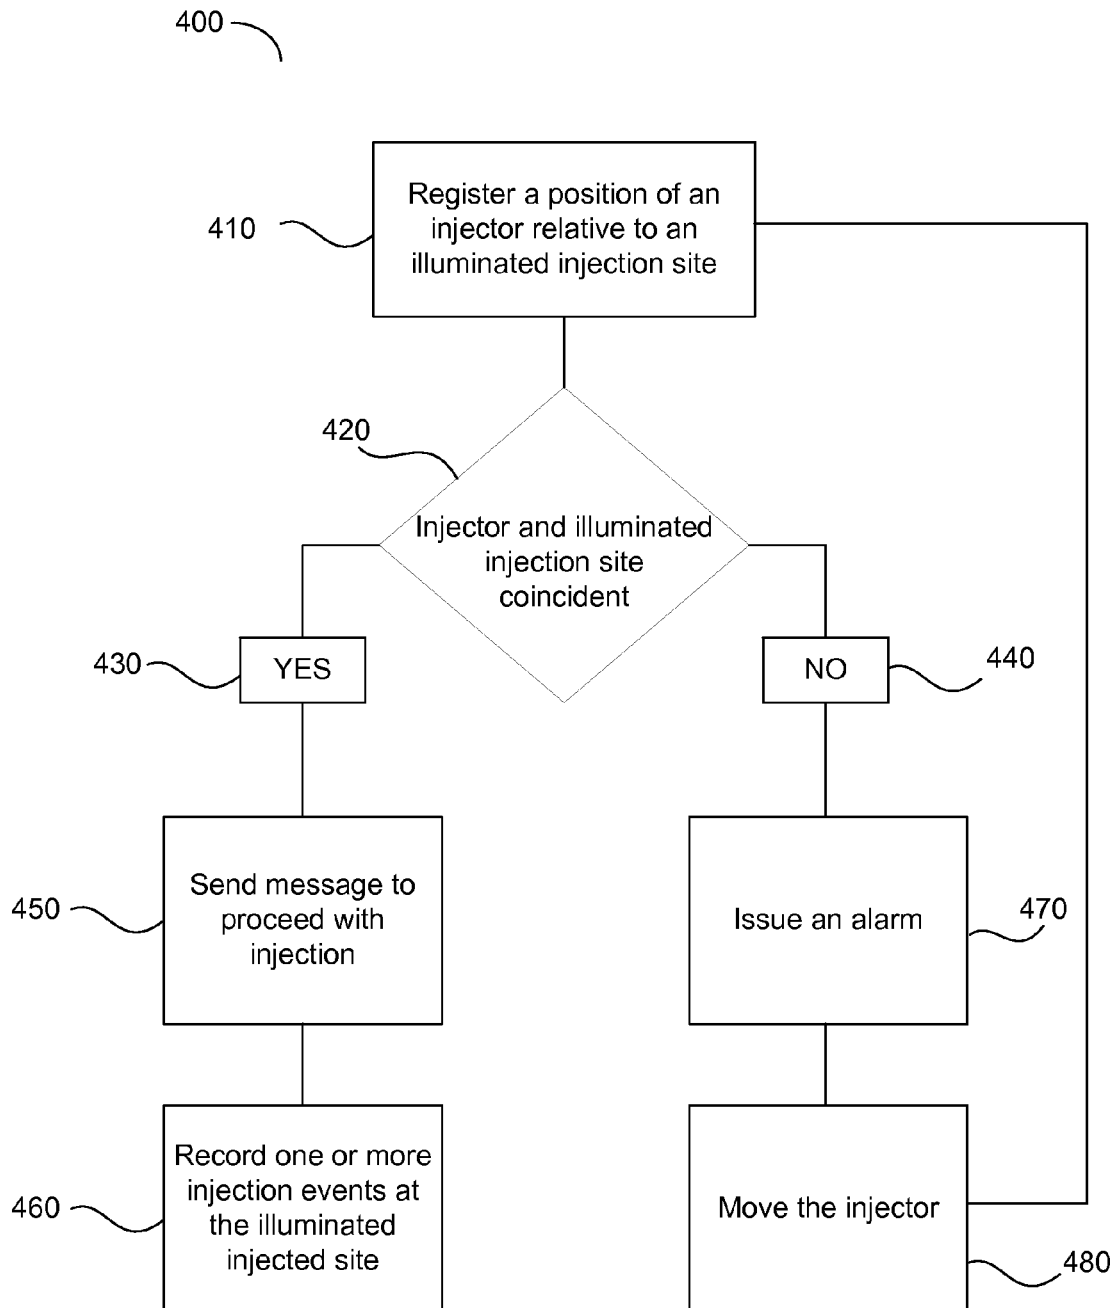 400
Register a position of an
injector relative to an
illuminated injection site
410
420
Injector and illuminated
injection site
coincident
430
YES
NO
440
Send message to
proceed with
injection
450
Issue an alarm
470
Record one or more
injection events at
the illuminated
injected site
460
Move the injector
480